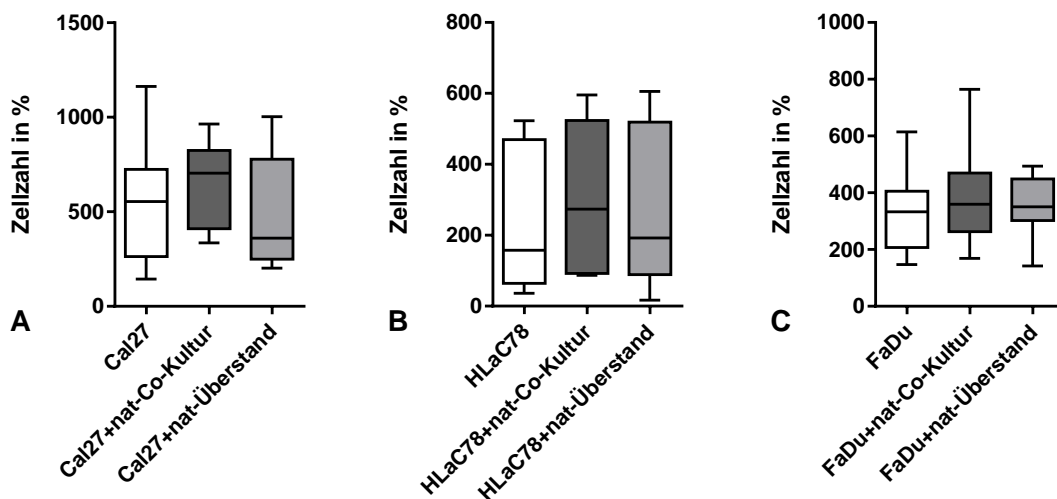 Zellzahl in %
1500
1000
500
0
Cal27
Cal27+nat-Co-Kultur
Cal27+nat-Überstand
A
Zellzahl in %
800
600
400
200
0
HLaC78
HLaC78+nat-Co-Kultur
HLaC78+nat-Überstand
B
Zellzahl in %
1000
800
600
400
200
0
FaDu
FaDu+nat-Co-Kultur
FaDu+nat-Überstand
C